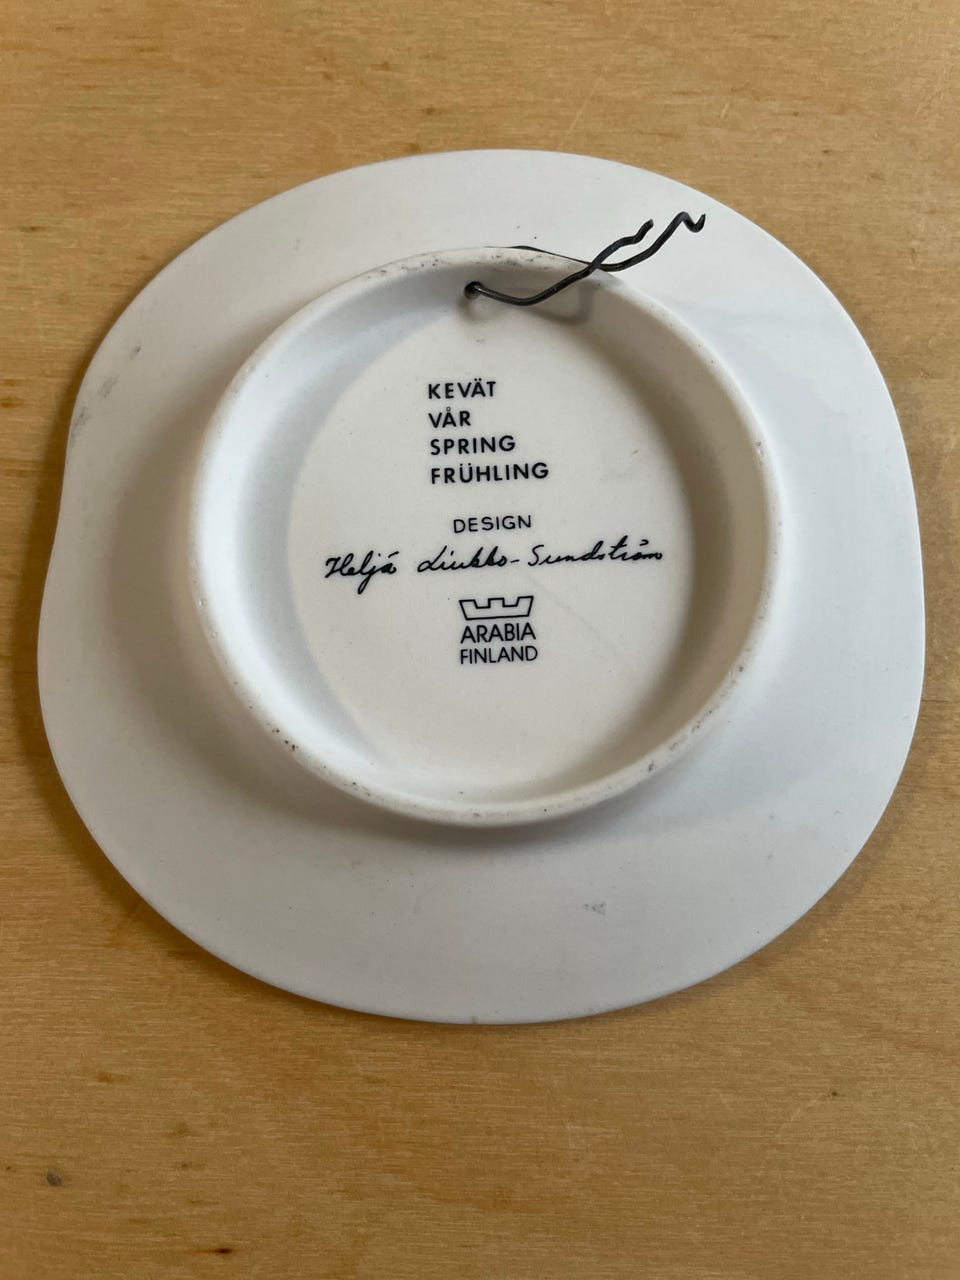 KEVÄT
VÅR
SPRING
FRÜHLING
DESIGN
Heljä Liukko-Sundström
ARABIA
FINLAND